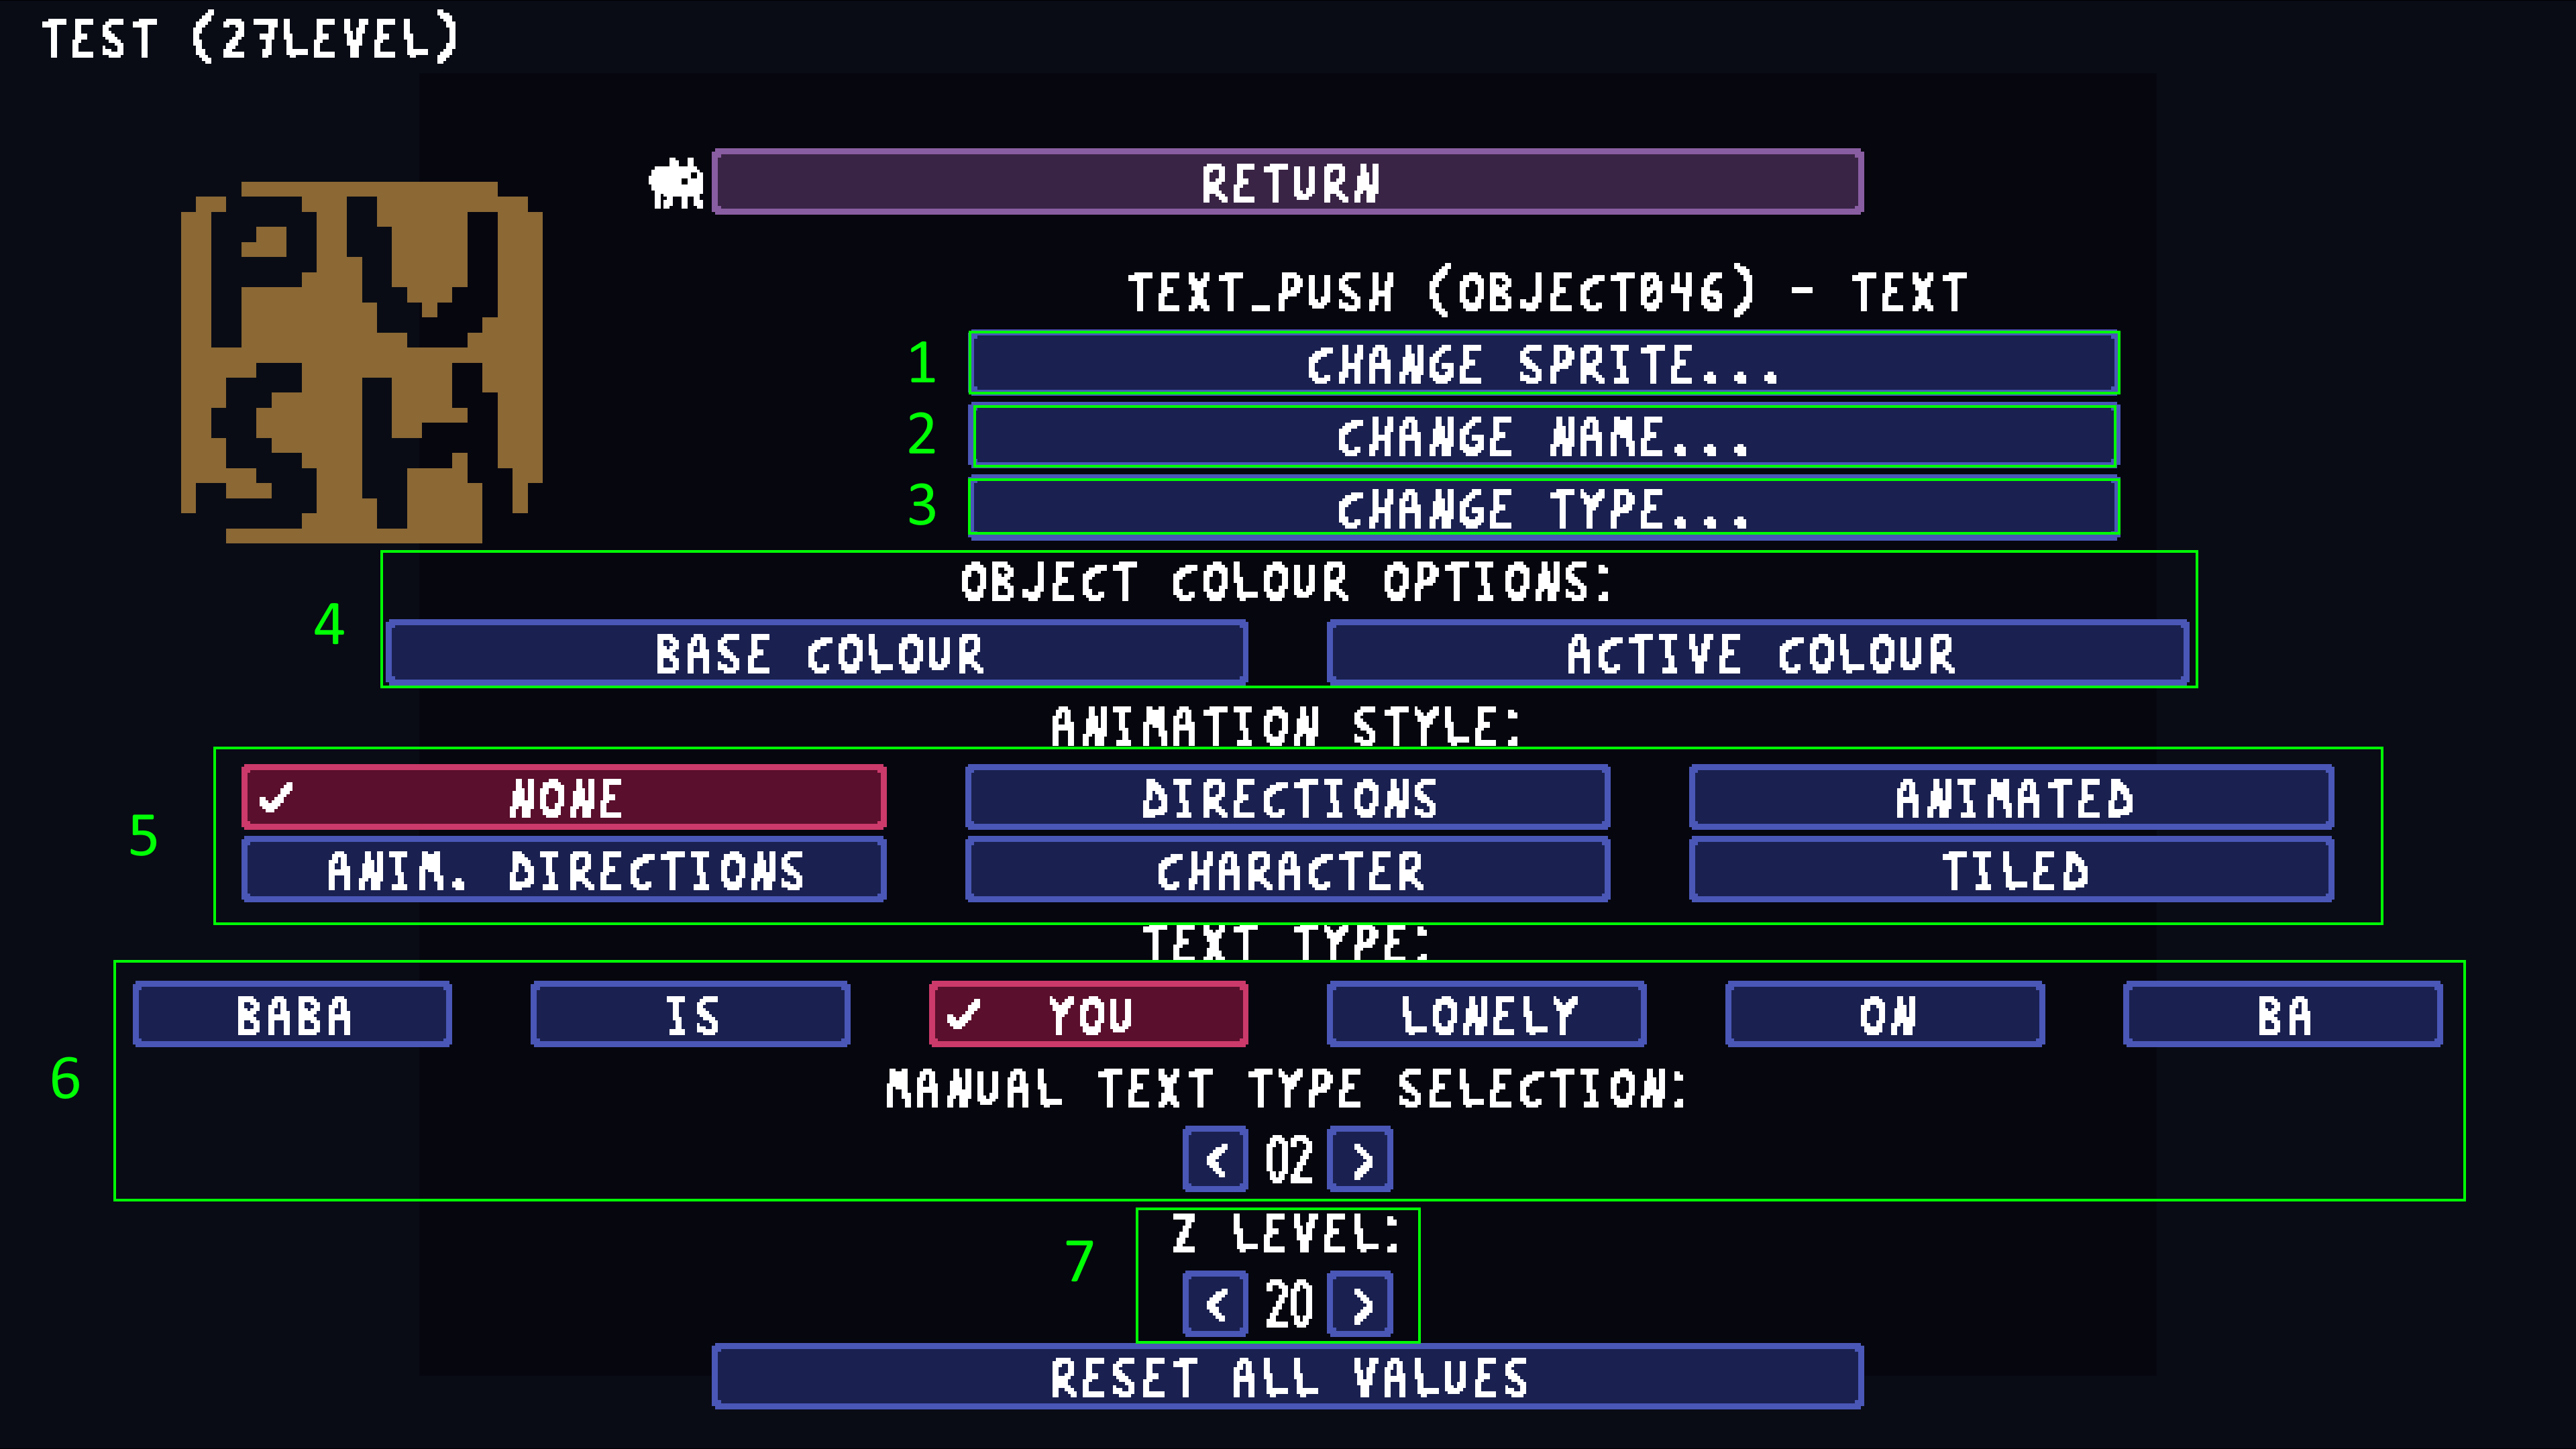 TEST (27LEVEL)
RETURN
PU
SH
TEXT_PUSH (OBJECT046) - TEXT
1 CHANGE SPRITE...
2 CHANGE NAME...
3 CHANGE TYPE...
4
OBJECT COLOUR OPTIONS:
BASE COLOUR ACTIVE COLOUR
ANIMATION STYLE:
5
✓ NONE DIRECTIONS ANIMATED
ANIM. DIRECTIONS CHARACTER TILED
TEXT TYPE:
6
BABA IS ✓ YOU LONELY ON BA
MANUAL TEXT TYPE SELECTION:
< 02 >
7
Z LEVEL:
< 20 >
RESET ALL VALUES